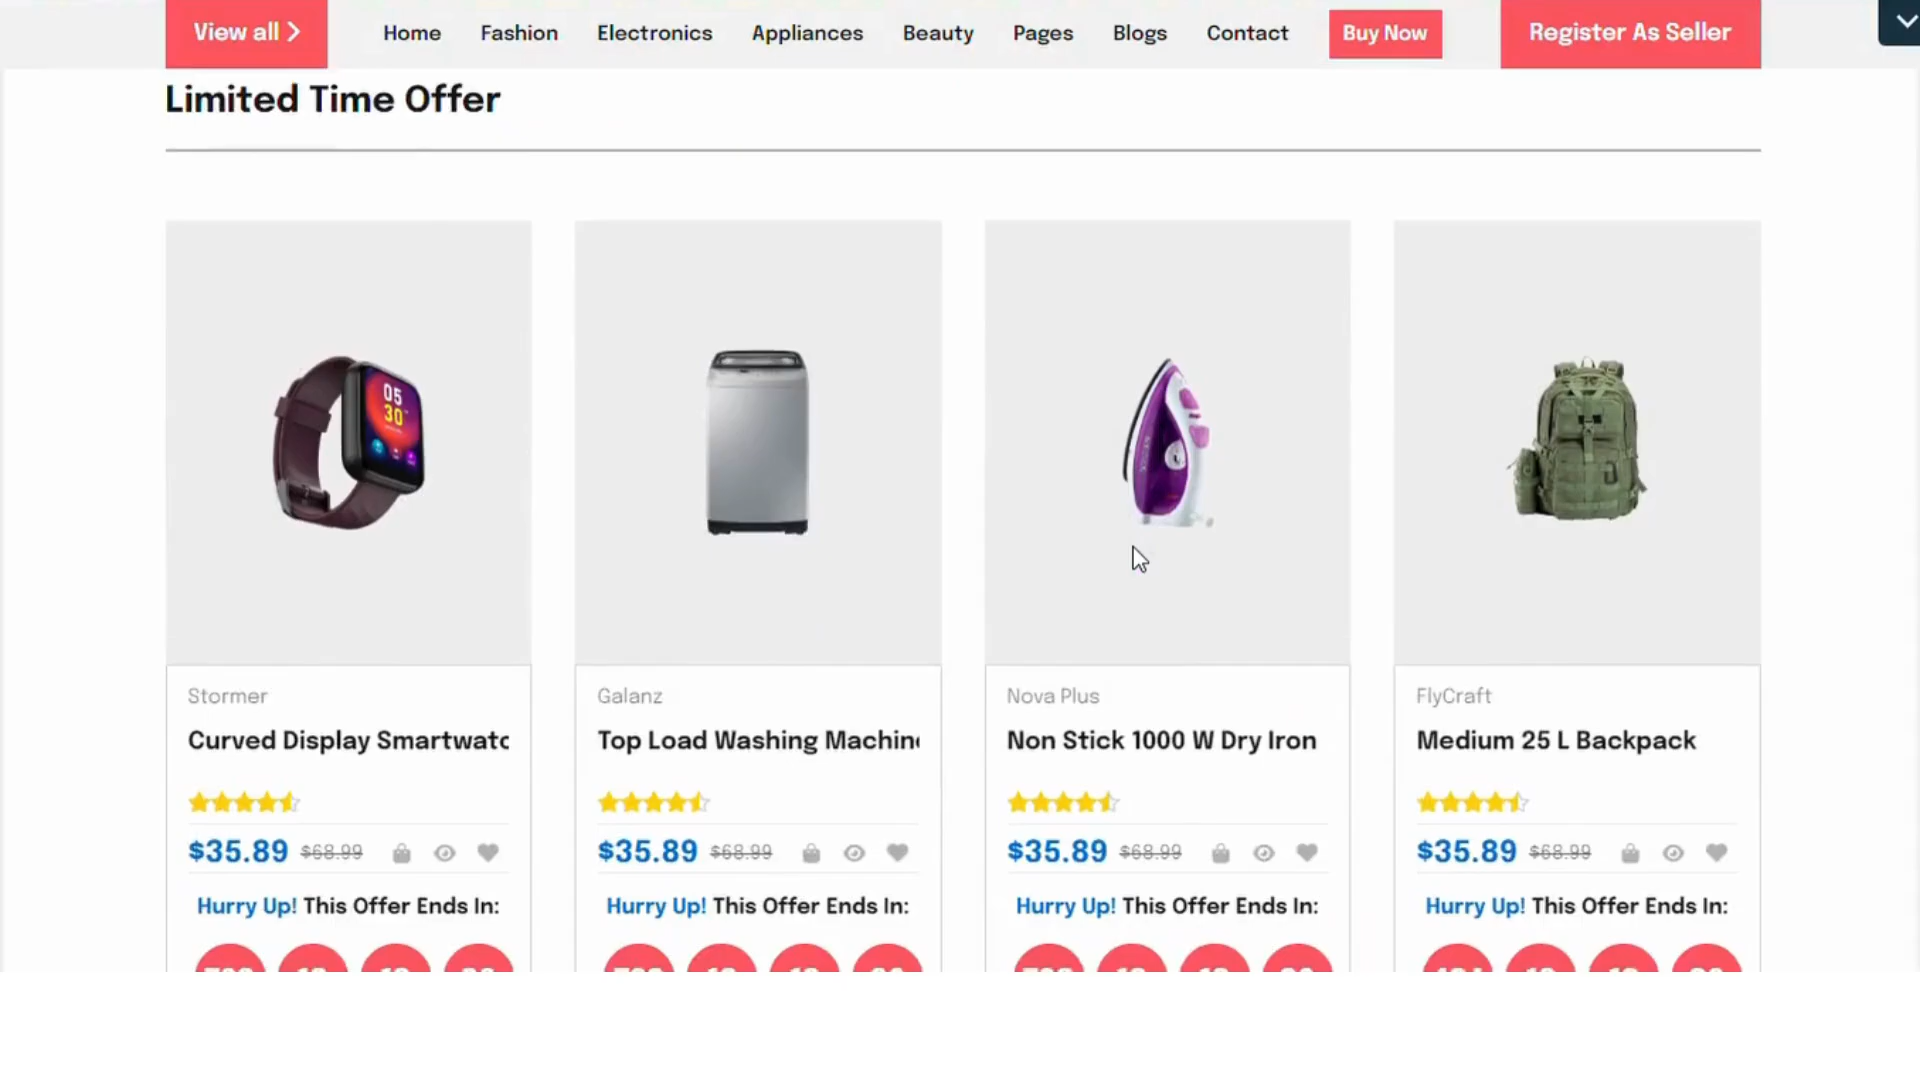 View all
Home Fashion Electronics Appliances Beauty Pages Blogs Contact Buy Now Register As Seller
Limited Time Offer
05
30
Stormer Galanz Nova Plus FlyCraft
Curved Display Smartwatc Top Load Washing Machin Non Stick 1000 W Dry Iron Medium 25 L Backpack
$35.89 $68.99 $35.89 $68.99 $35.89 $68.99 $35.89 $68.99
Hurry Up! This Offer Ends In: Hurry Up! This Offer Ends In: Hurry Up! This Offer Ends In: Hurry Up! This Offer Ends In: